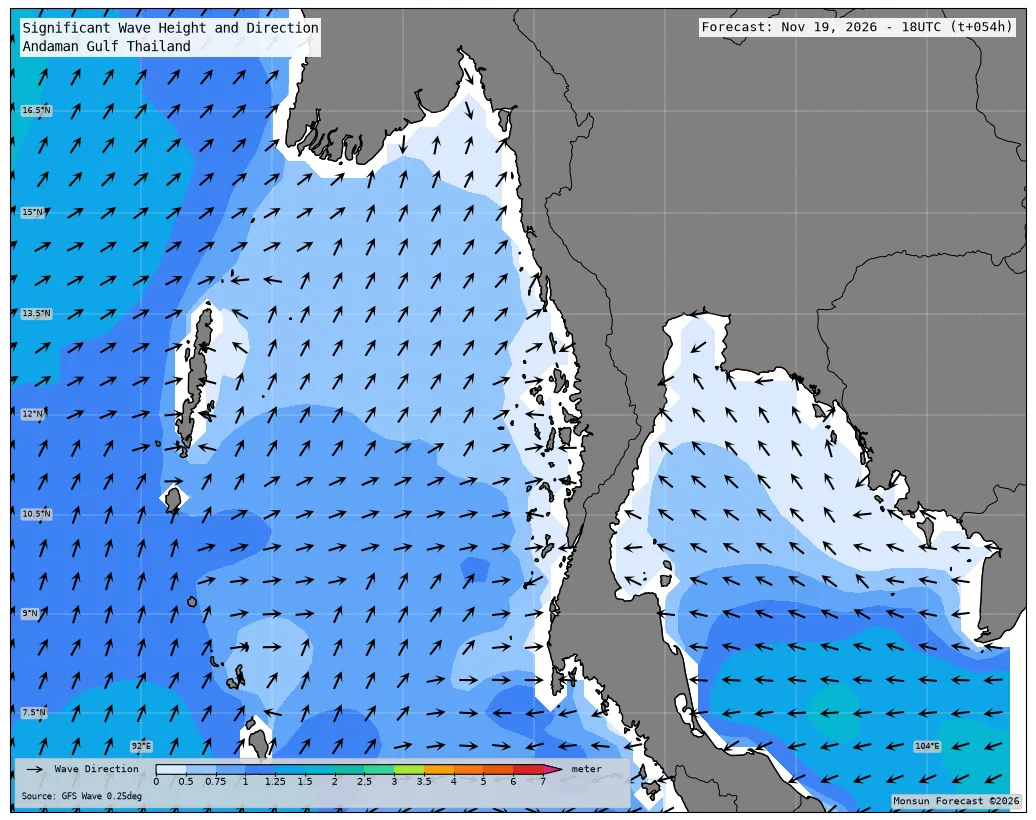 Significant Wave Height and Direction
Andaman Gulf Thailand
Forecast: Nov 19, 2026 - 18UTC (t+054h)
16.5°N
15°N
13.5°N
12°N
10.5°N
9°N
7.5°N
92°E
104°E
Wave Direction
0 0.5 0.75 1 1.25 1.5 2 2.5 3 3.5 4 5 6 7
meter
Source: GFS Wave 0.25deg
Monsun Forecast ©2026